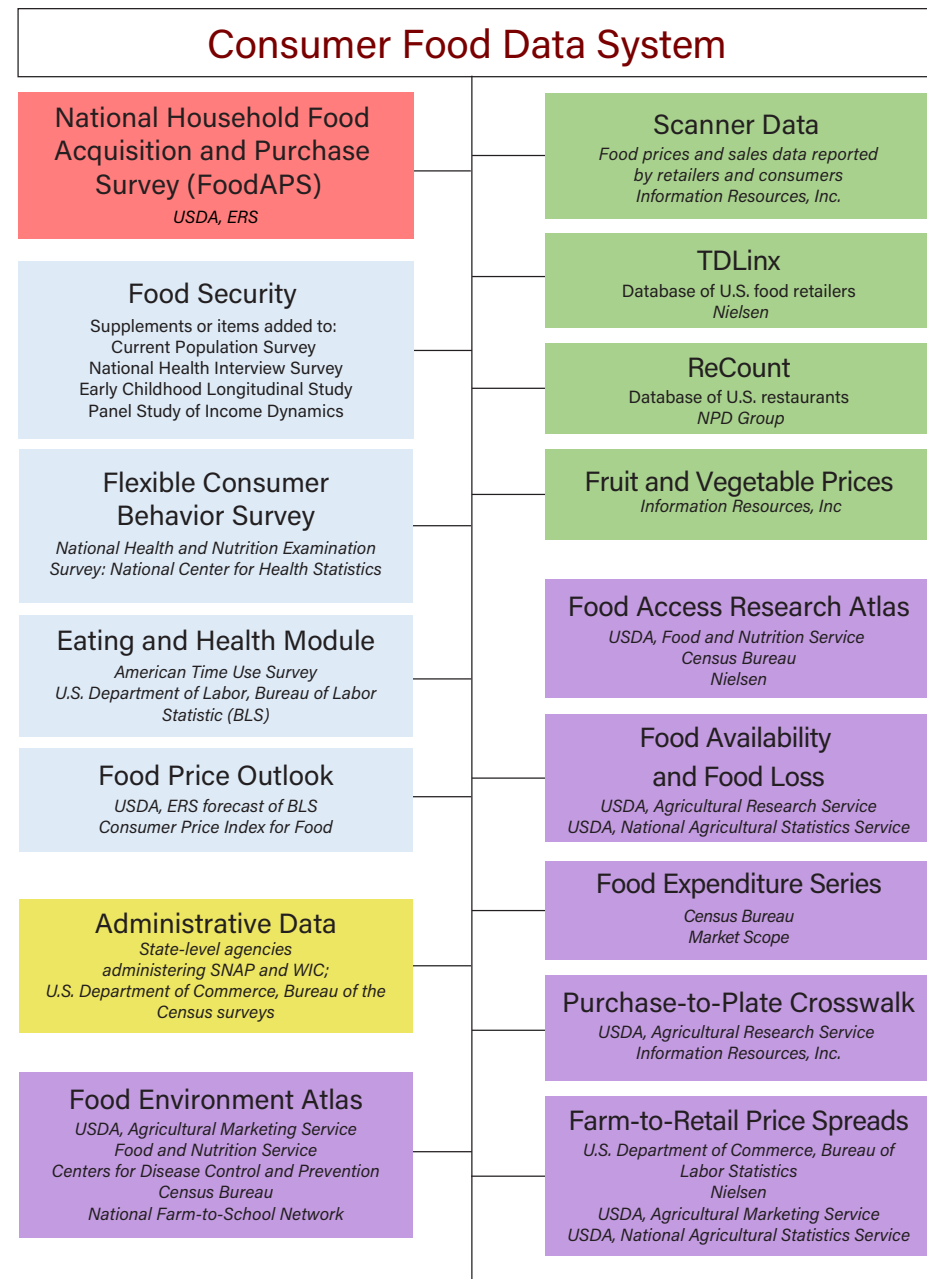 Consumer Food Data System
National Household Food
Acquisition and Purchase
Survey (FoodAPS)
USDA, ERS
Food Security
Supplements or items added to:
Current Population Survey
National Health Interview Survey
Early Childhood Longitudinal Study
Panel Study of Income Dynamics
Flexible Consumer
Behavior Survey
National Health and Nutrition Examination
Survey: National Center for Health Statistics
Eating and Health Module
American Time Use Survey
U.S. Department of Labor, Bureau of Labor
Statistic (BLS)
Food Price Outlook
USDA, ERS forecast of BLS
Consumer Price Index for Food
Administrative Data
State-level agencies
administering SNAP and WIC;
U.S. Department of Commerce, Bureau of the
Census surveys
Food Environment Atlas
USDA, Agricultural Marketing Service
Food and Nutrition Service
Centers for Disease Control and Prevention
Census Bureau
National Farm-to-School Network
Scanner Data
Food prices and sales data reported
by retailers and consumers
Information Resources, Inc.
TDLinx
Database of U.S. food retailers
Nielsen
ReCount
Database of U.S. restaurants
NPD Group
Fruit and Vegetable Prices
Information Resources, Inc
Food Access Research Atlas
USDA, Food and Nutrition Service
Census Bureau
Nielsen
Food Availability
and Food Loss
USDA, Agricultural Research Service
USDA, National Agricultural Statistics Service
Food Expenditure Series
Census Bureau
Market Scope
Purchase-to-Plate Crosswalk
USDA, Agricultural Research Service
Information Resources, Inc.
Farm-to-Retail Price Spreads
U.S. Department of Commerce, Bureau of
Labor Statistics
Nielsen
USDA, Agricultural Marketing Service
USDA, National Agricultural Statistics Service